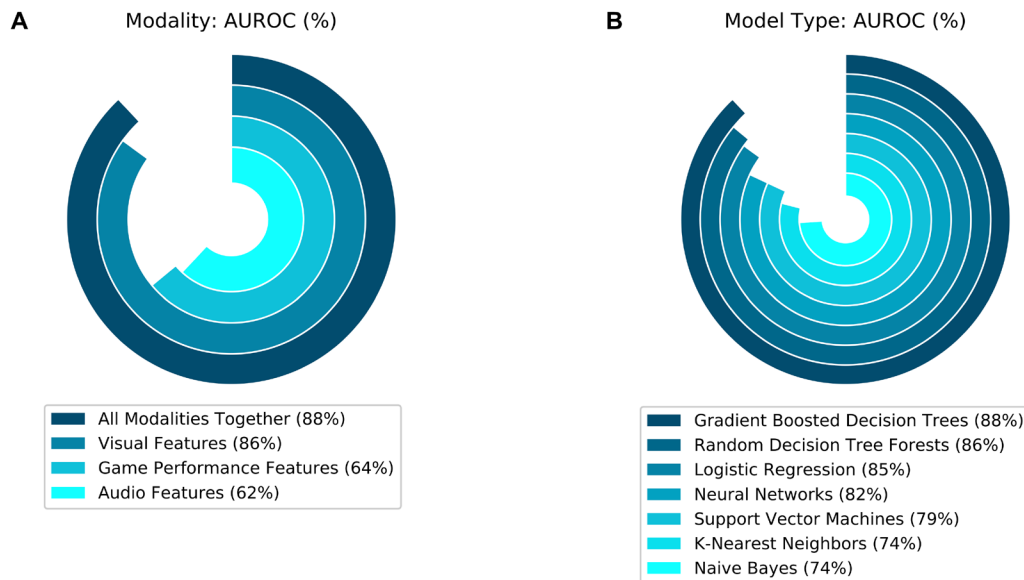 A
Modality: AUROC (%)
All Modalities Together (88%)
Visual Features (86%)
Game Performance Features (64%)
Audio Features (62%)
B
Model Type: AUROC (%)
Gradient Boosted Decision Trees (88%)
Random Decision Tree Forests (86%)
Logistic Regression (85%)
Neural Networks (82%)
Support Vector Machines (79%)
K-Nearest Neighbors (74%)
Naive Bayes (74%)